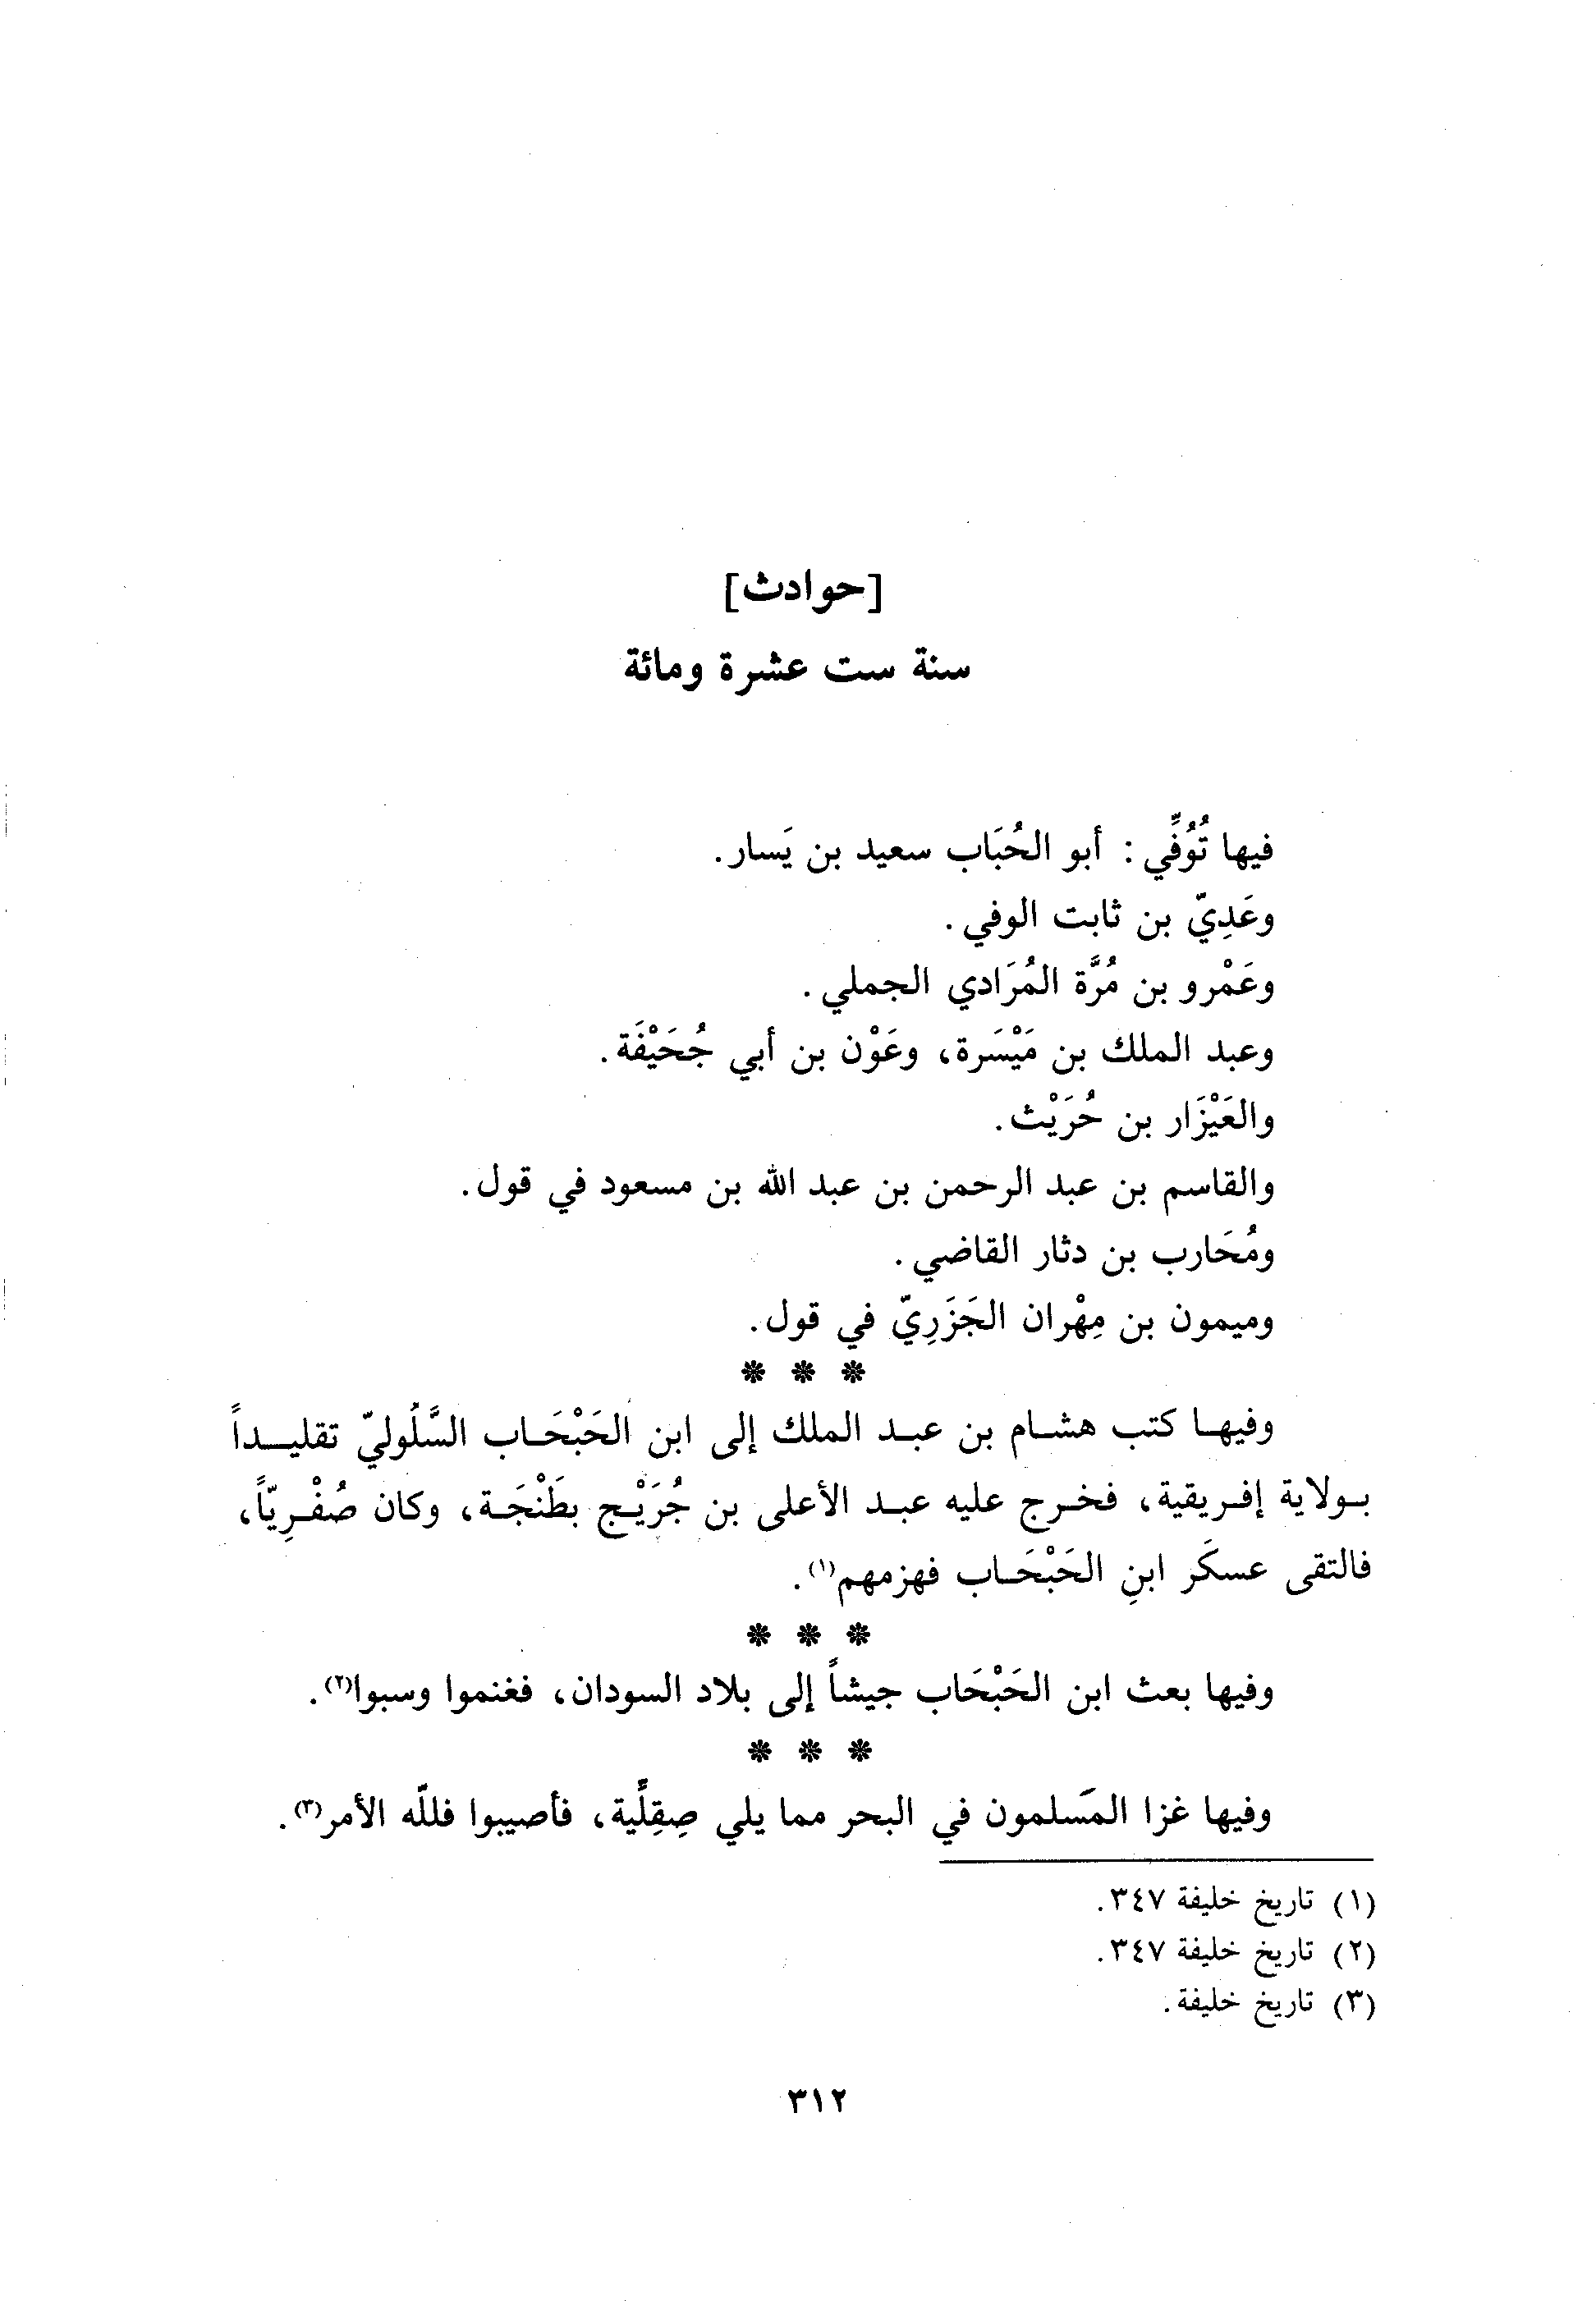 [حوادث]
سنة ست عشرة ومائة
فيها تُوُفِّي : أبو الحُبَاب سعيد بن يَسار.
وعَدِيّ بن ثابت الوفي.
وعَمْرو بن مُرَّة المُرَادي الجملي.
وعبد الملك بن مَيْسَرة، وعَوْن بن أبي جُحَيْفَة.
والعَيْزَار بن حُرَيْث.
والقاسم بن عبد الرحمن بن عبد الله بن مسعود في قول.
ومُحَارب بن دثار القاضي.
وميمون بن مِهْران الجَزَرِيّ في قول.
* * *
وفيها كتب هشام بن عبد الملك إلى ابن الحَبْحَاب السَّلُوليّ تقليداً
بولاية إفريقية، فخرج عليه عبد الأعلى بن جُرَيْج بطَنْجَة، وكان صُفْرِيّاً،
فالتقى عسكَر ابنِ الحَبْحَاب فهزمهم(١).
* * *
وفيها بعث ابن الحَبْحَاب جيشاً إلى بلاد السودان، فغنموا وسبوا(٢).
* * *
وفيها غزا المَسلمون في البحر مما يلي صِقِلِّية، فأصيبوا فللّه الأمر(٣).
(١) تاريخ خليفة ٣٤٧.
(٢) تاريخ خليفة ٣٤٧.
(٣) تاريخ خليفة.
٣١٢